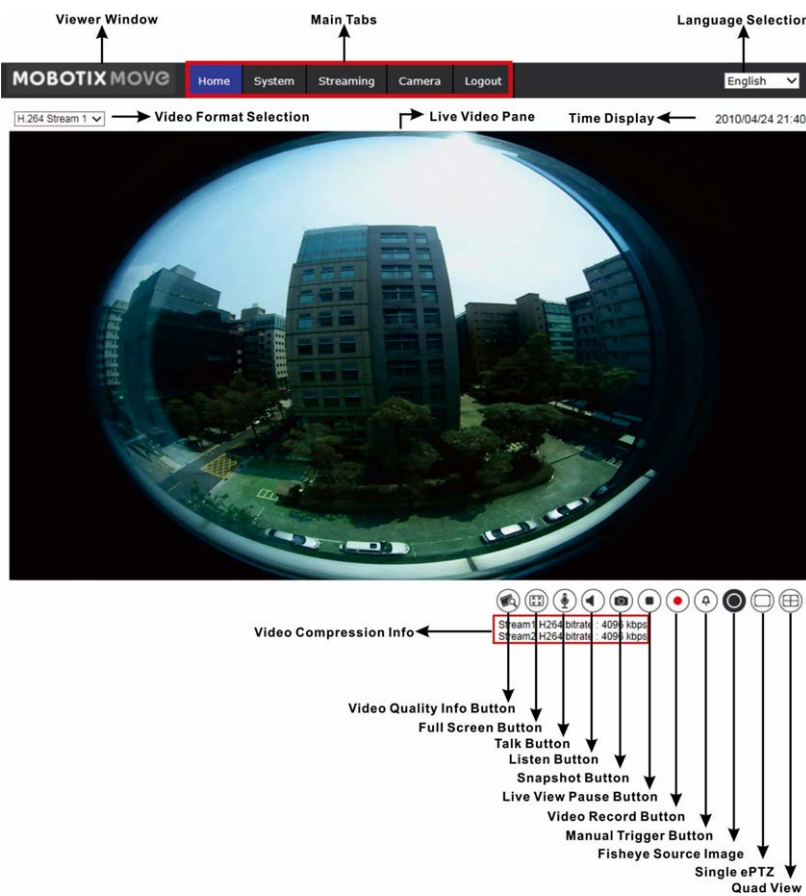 Viewer Window
Main Tabs
Language Selection
MOBOTIX MOVE
Home
System
Streaming
Camera
Logout
English
H.264 Stream 1
Video Format Selection
Live Video Pane
Time Display
2010/04/24 21:40
Video Compression Info
Stream1 H264 bitrate : 4096 kbps
Stream2 H264 bitrate : 4096 kbps
Video Quality Info Button
Full Screen Button
Talk Button
Listen Button
Snapshot Button
Live View Pause Button
Video Record Button
Manual Trigger Button
Fisheye Source Image
Single ePTZ
Quad View